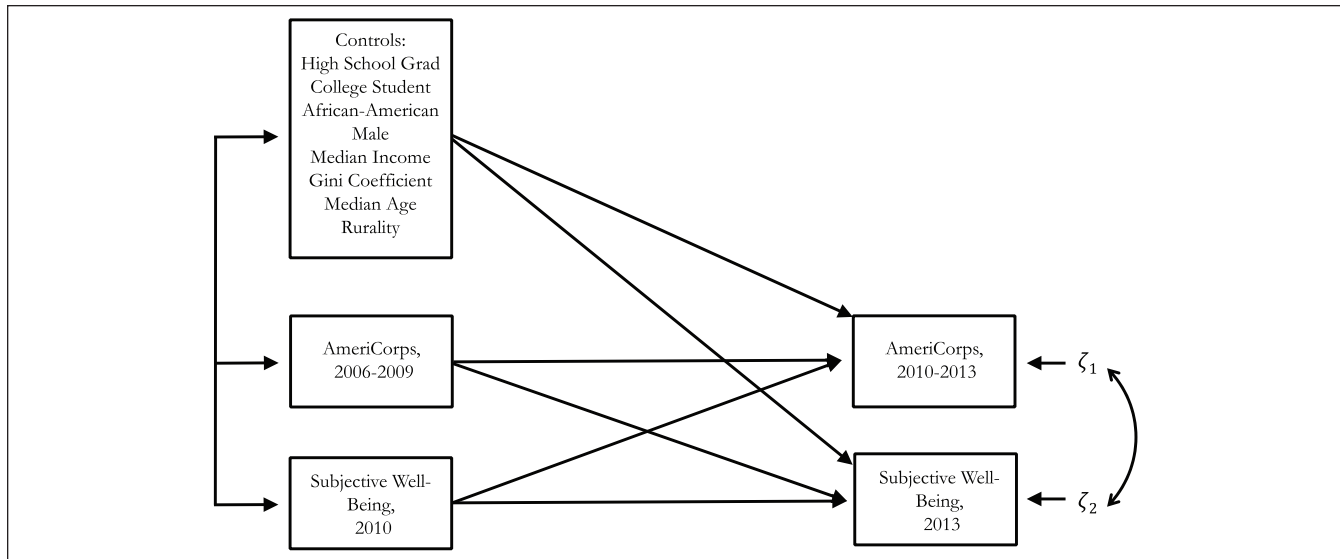 Controls:
High School Grad
College Student
African-American
Male
Median Income
Gini Coefficient
Median Age
Rurality
AmeriCorps,
2006-2009
AmeriCorps,
2010-2013
ζ₁
Subjective Well-
Being,
2010
Subjective Well-
Being,
2013
ζ₂